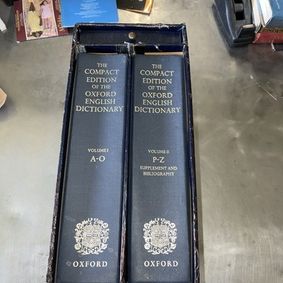 THE
COMPACT
EDITION
OF THE
OXFORD
ENGLISH
DICTIONARY
VOLUME I
A-O
OXFORD
THE
COMPACT
EDITION
OF THE
OXFORD
ENGLISH
DICTIONARY
VOLUME II
P-Z
SUPPLEMENT AND
BIBLIOGRAPHY
OXFORD